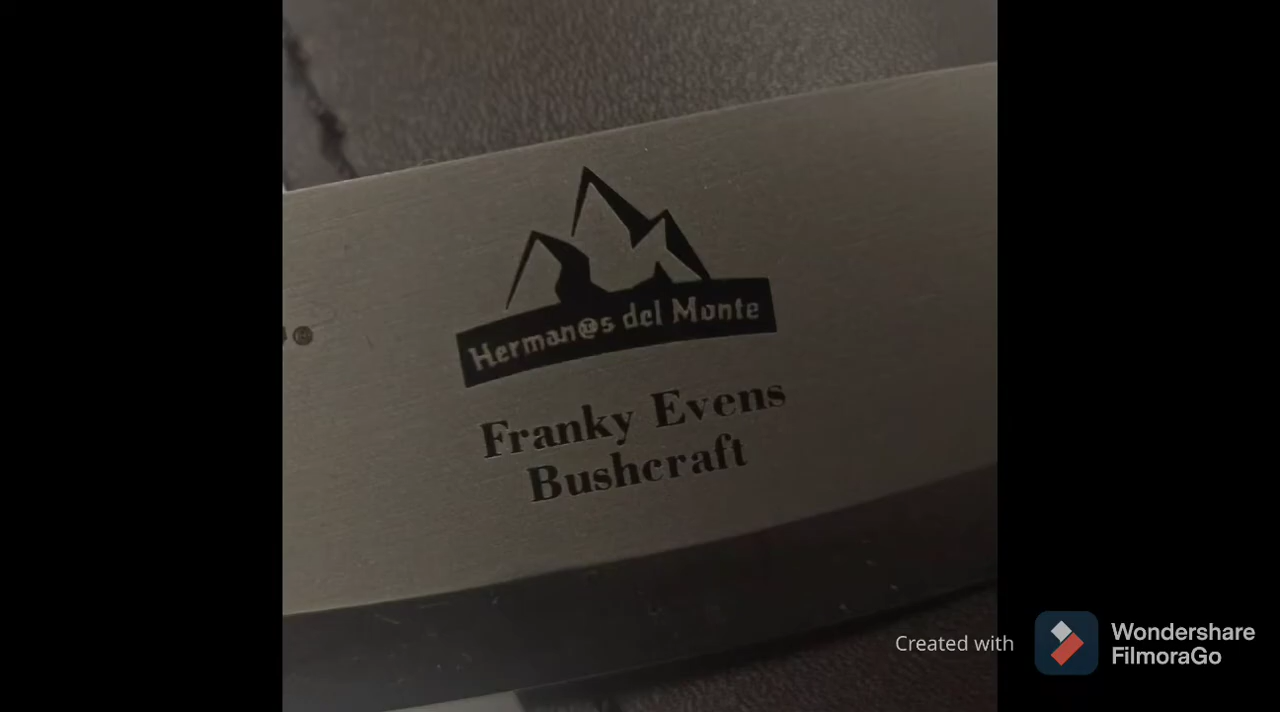 ®
Herman@s del Monte
Franky Evens
Bushcraft
Created with
Wondershare
FilmoraGo